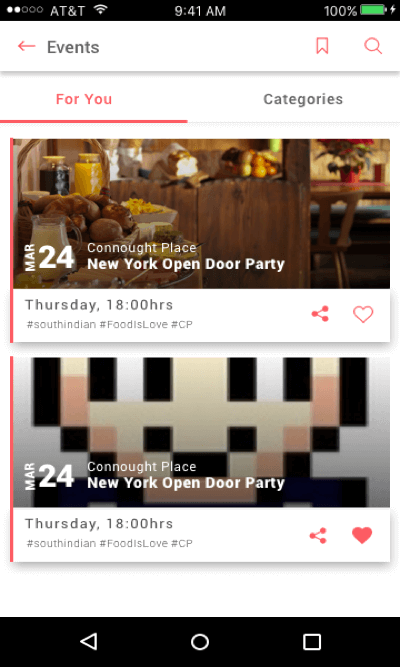 AT&T 9:41 AM 100%
Events
For You Categories
MAR 24 Connought Place
New York Open Door Party
Thursday, 18:00hrs
#southindian #FoodIsLove #CP
MAR 24 Connought Place
New York Open Door Party
Thursday, 18:00hrs
#southindian #FoodIsLove #CP